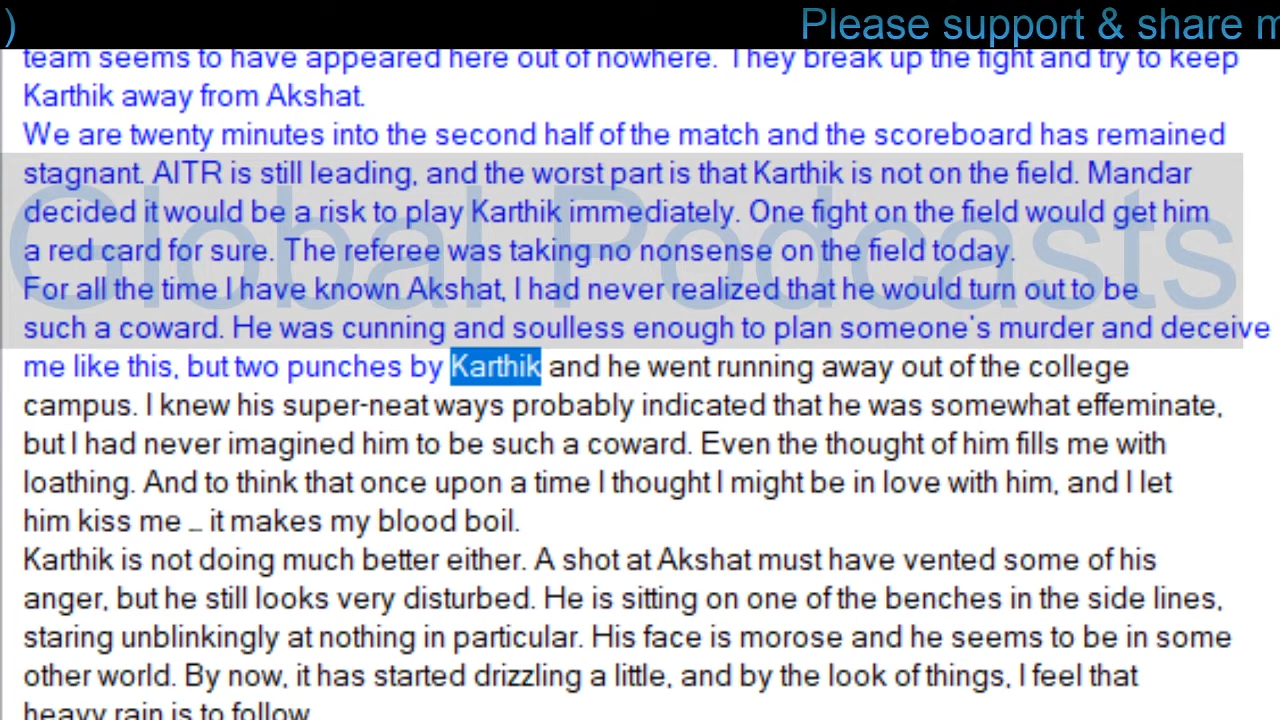 ) Please support & share m
team seems to have appeared here out of nowhere. They break up the fight and try to keep
Karthik away from Akshat.
We are twenty minutes into the second half of the match and the scoreboard has remained
stagnant. AITR is still leading, and the worst part is that Karthik is not on the field. Mandar
decided it would be a risk to play Karthik immediately. One fight on the field would get him
a red card for sure. The referee was taking no nonsense on the field today.
Global Podcasts
For all the time I have known Akshat, I had never realized that he would turn out to be
such a coward. He was cunning and soulless enough to plan someone's murder and deceive
me like this, but two punches by Karthik and he went running away out of the college
campus. I knew his super-neat ways probably indicated that he was somewhat effeminate,
but I had never imagined him to be such a coward. Even the thought of him fills me with
loathing. And to think that once upon a time I thought I might be in love with him, and I let
him kiss me ... it makes my blood boil.
Karthik is not doing much better either. A shot at Akshat must have vented some of his
anger, but he still looks very disturbed. He is sitting on one of the benches in the side lines,
staring unblinkingly at nothing in particular. His face is morose and he seems to be in some
other world. By now, it has started drizzling a little, and by the look of things, I feel that
heavy rain is to follow.